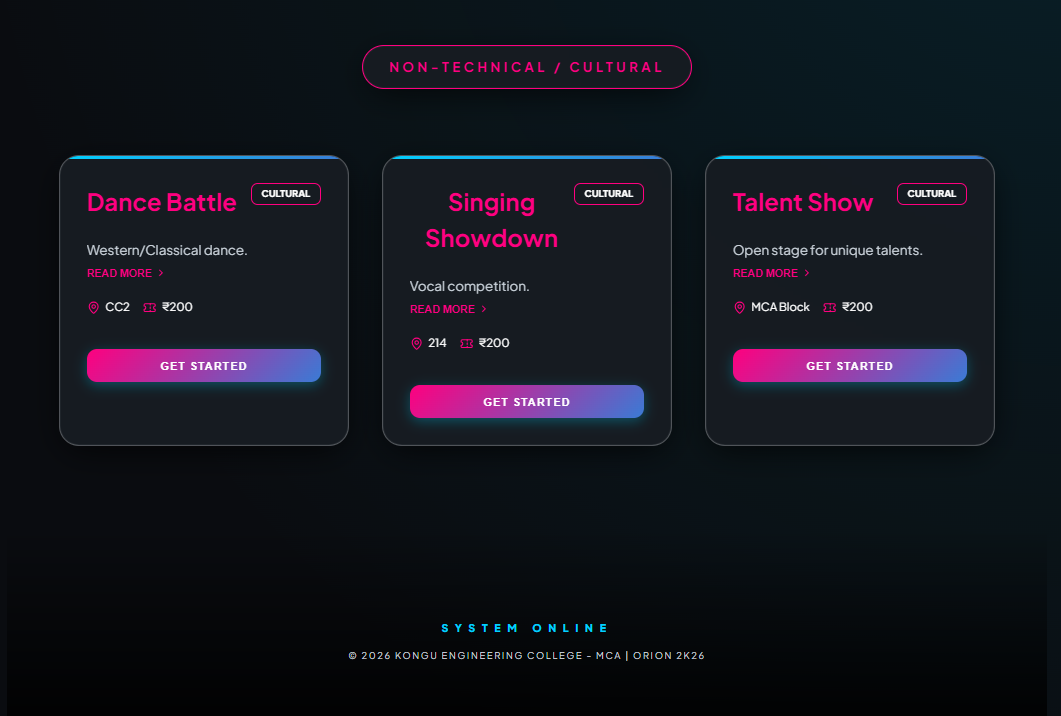 NON-TECHNICAL / CULTURAL
Dance Battle
CULTURAL
Western/Classical dance.
READ MORE
CC2
₹200
GET STARTED
Singing
Showdown
CULTURAL
Vocal competition.
READ MORE
214
₹200
GET STARTED
Talent Show
CULTURAL
Open stage for unique talents.
READ MORE
MCA Block
₹200
GET STARTED
SYSTEM ONLINE
© 2026 KONGU ENGINEERING COLLEGE - MCA | ORION 2K26